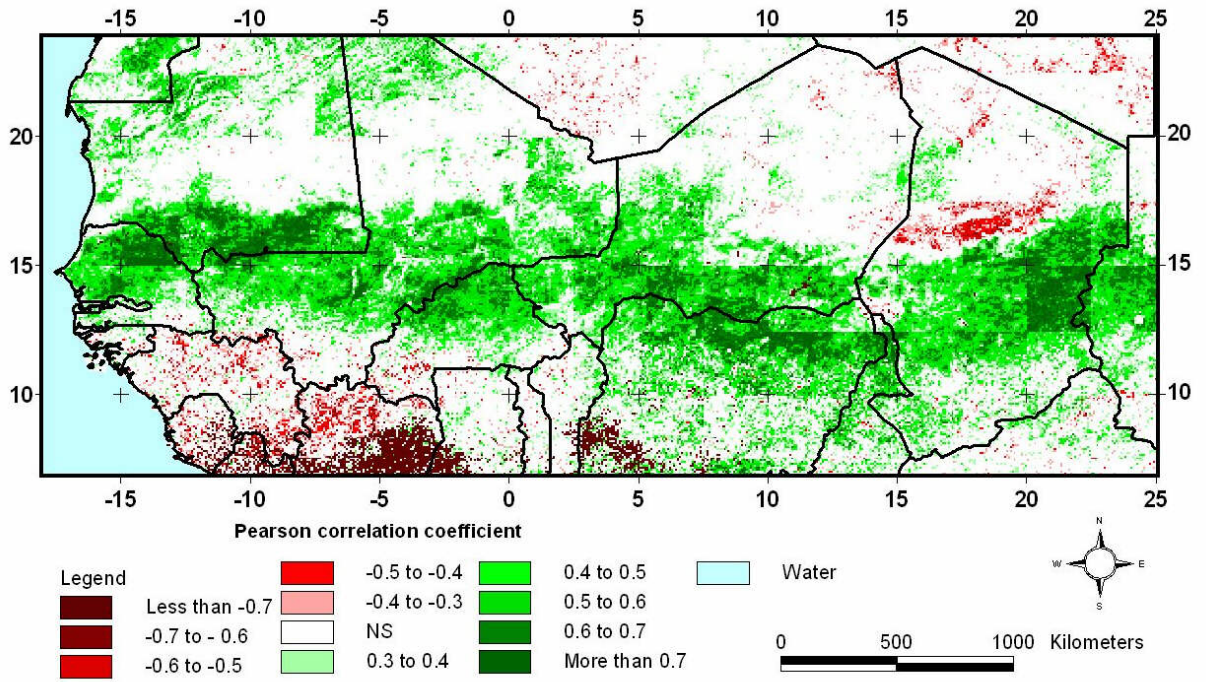 -15 -10 -5 0 5 10 15 20 25
20 20
15 15
10 10
-15 -10 -5 0 5 10 15 20 25
Pearson correlation coefficient
Legend
Less than -0.7
-0.7 to - 0.6
-0.6 to -0.5
-0.5 to -0.4
-0.4 to -0.3
NS
0.3 to 0.4
0.4 to 0.5
0.5 to 0.6
0.6 to 0.7
More than 0.7
Water
N
W E
S
0 500 1000 Kilometers